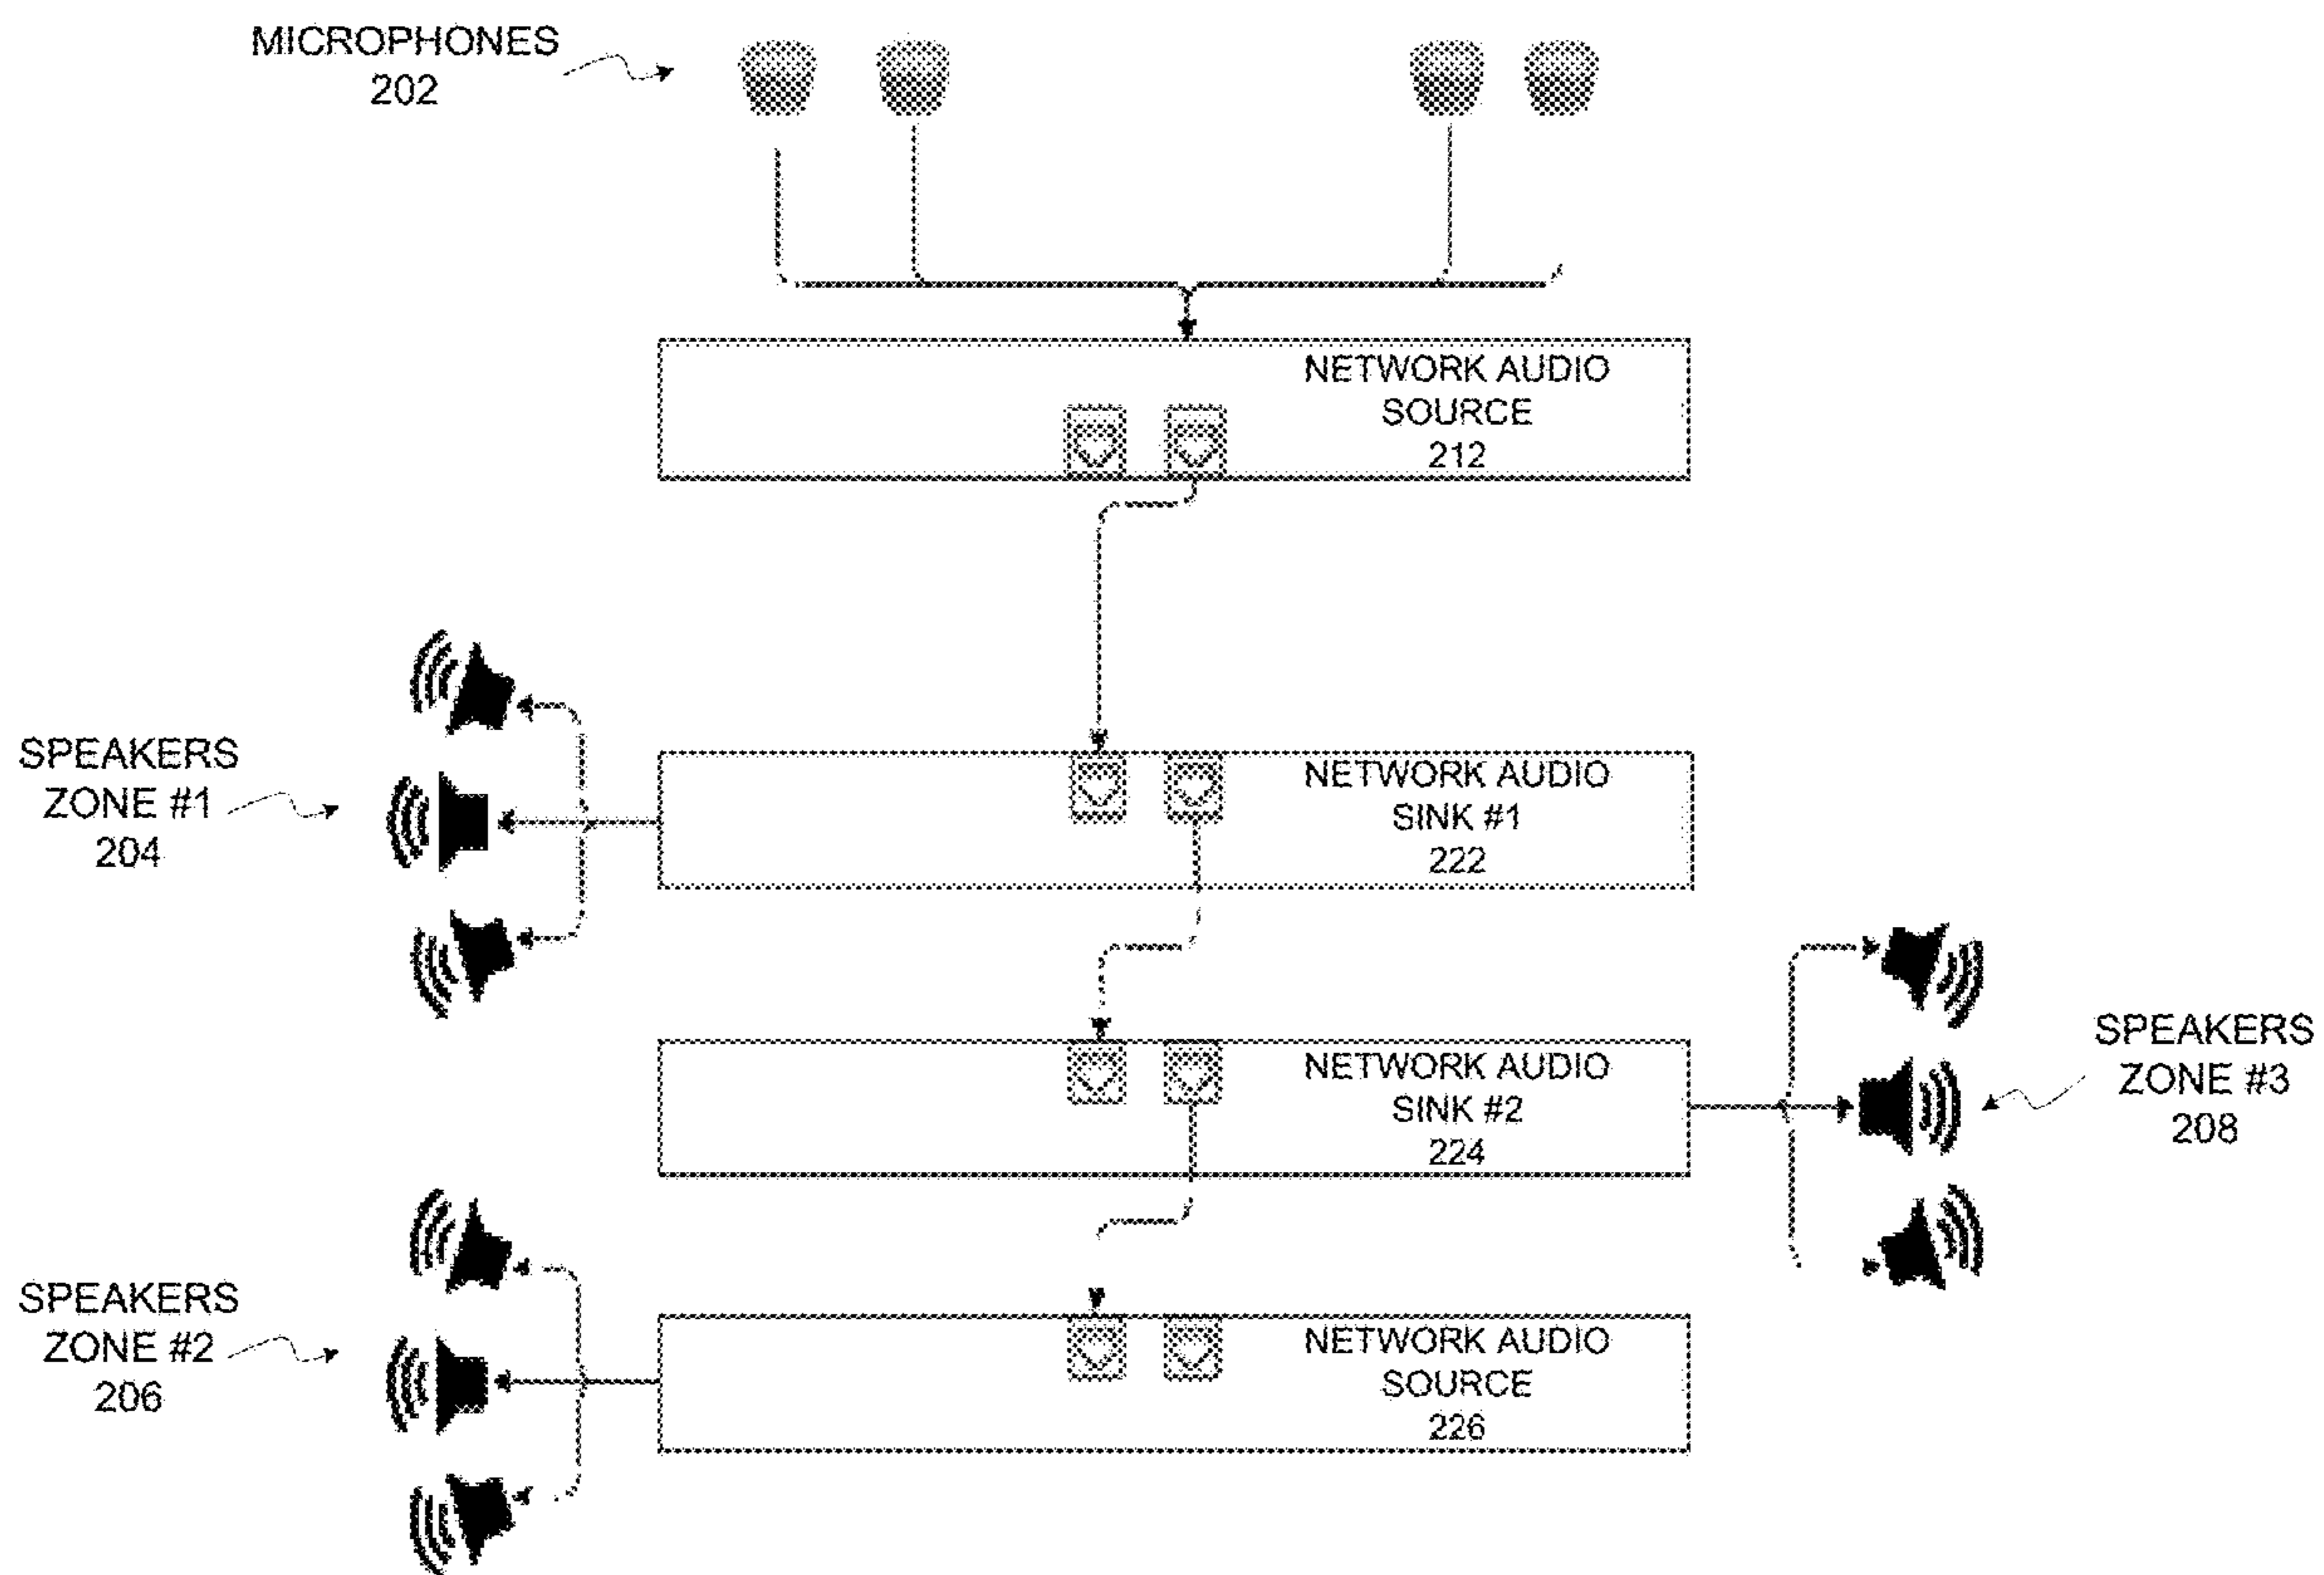 MICROPHONES
202
NETWORK AUDIO
SOURCE
212
SPEAKERS
ZONE #1
204
NETWORK AUDIO
SINK #1
222
NETWORK AUDIO
SINK #2
224
SPEAKERS
ZONE #3
208
SPEAKERS
ZONE #2
206
NETWORK AUDIO
SOURCE
226